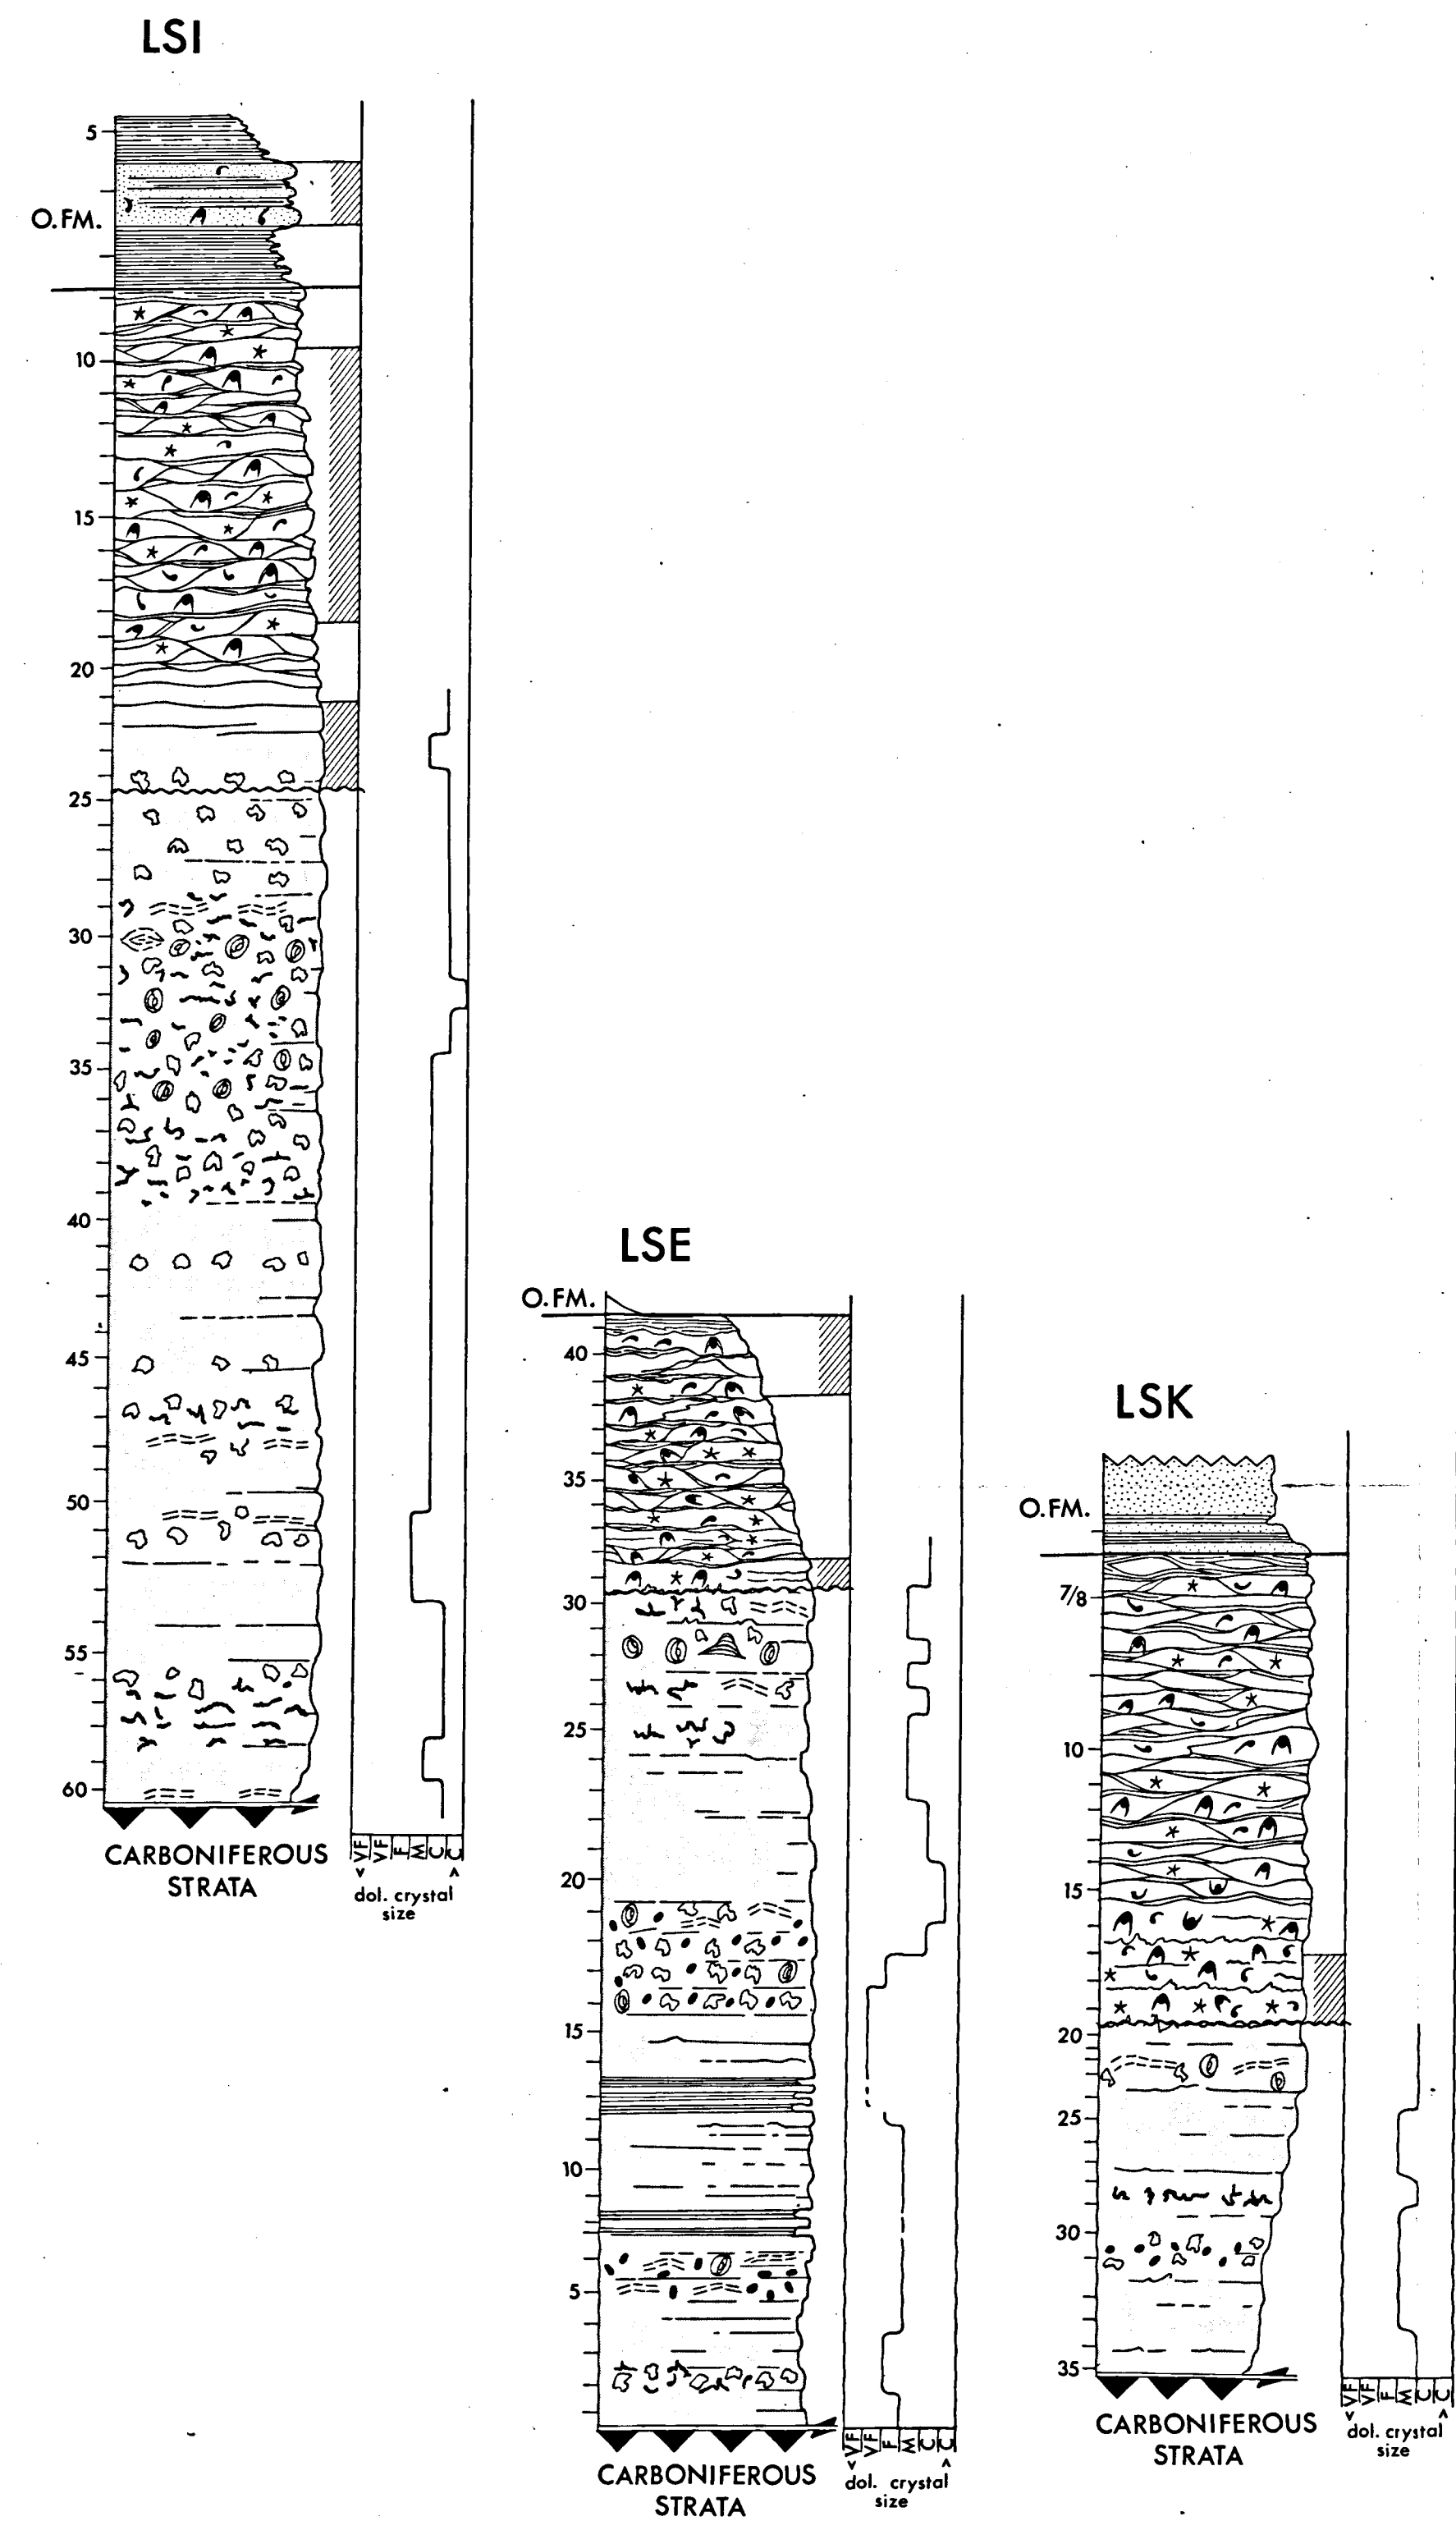 LSI
5
O.FM.
10
15
20
25
30
35
40
45
50
55
60
CARBONIFEROUS
STRATA
<VF
VF
F
M
C
>C
dol. crystal
size
LSE
O.FM.
40
35
30
25
20
15
10
5
CARBONIFEROUS
STRATA
<VF
VF
F
M
C
>C
dol. crystal
size
LSK
O.FM.
7/8
10
15
20
25
30
35
CARBONIFEROUS
STRATA
<VF
VF
F
M
C
>C
dol. crystal
size